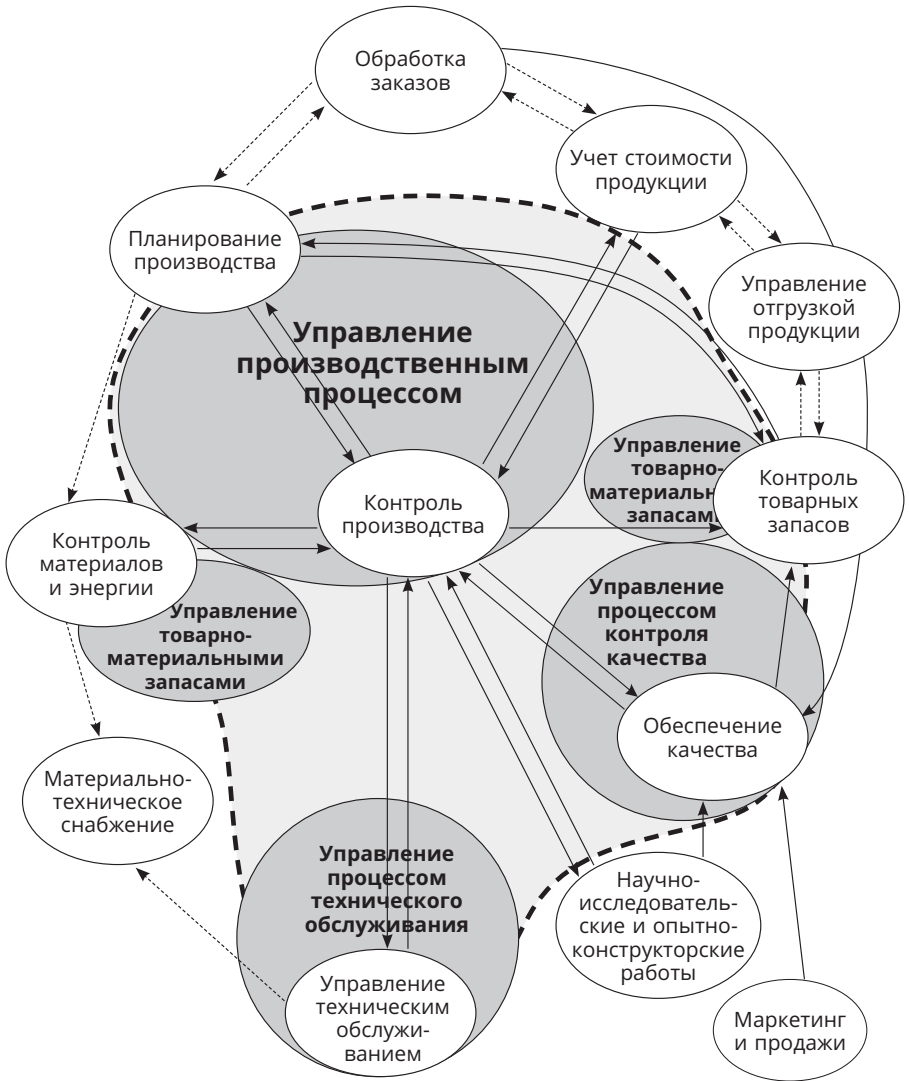 Обработка
заказов
Учет стоимости
продукции
Планирование
производства
Управление
отгрузкой
продукции
Управление
производственным
процессом
Управление
товарно-
материальн
запасам
Контроль
товарных
запасов
Контроль
производства
Контроль
материалов
и энергии
Управление
товарно-
материальными
запасами
Управление
процессом
контроля
качества
Обеспечение
качества
Материально-
техническое
снабжение
Управление
процессом
технического
обслуживания
Научно-
исследователь-
ские и опытно-
конструкторские
работы
Управление
техническим
обслужи-
ванием
Маркетинг
и продажи